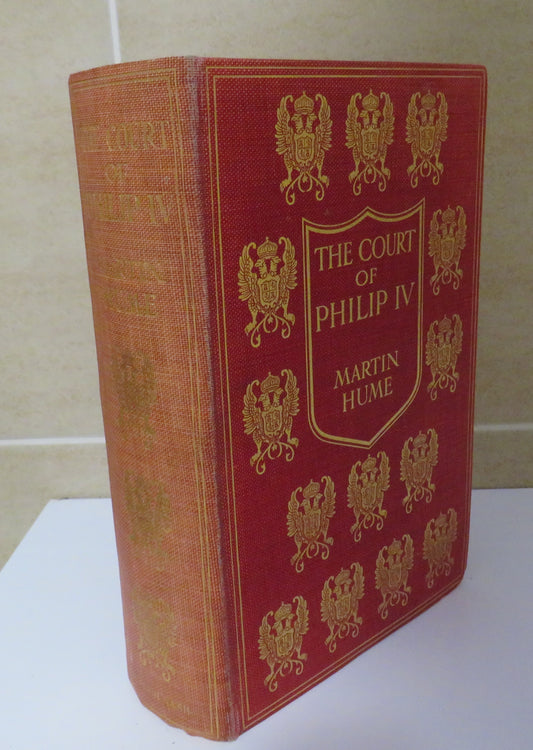 THE COURT
OF
PHILIP IV
MARTIN
HUME
THE COURT
OF
PHILIP IV
MARTIN
HUME